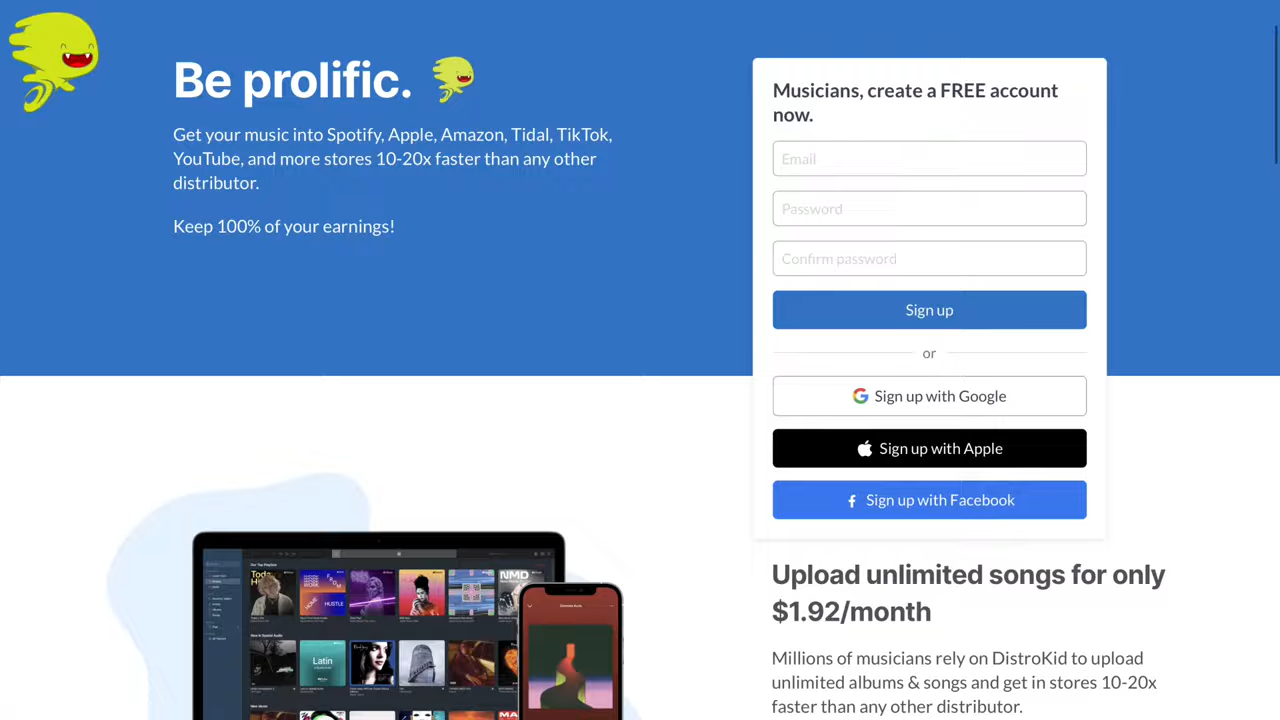 Be prolific.
Get your music into Spotify, Apple, Amazon, Tidal, TikTok,
YouTube, and more stores 10-20x faster than any other
distributor.
Keep 100% of your earnings!
Musicians, create a FREE account
now.
Email
Password
Confirm password
Sign up
or
Sign up with Google
Sign up with Apple
Sign up with Facebook
Upload unlimited songs for only
$1.92/month
Millions of musicians rely on DistroKid to upload
unlimited albums & songs and get in stores 10-20x
faster than any other distributor.
HUSTLE
NMD
Latin